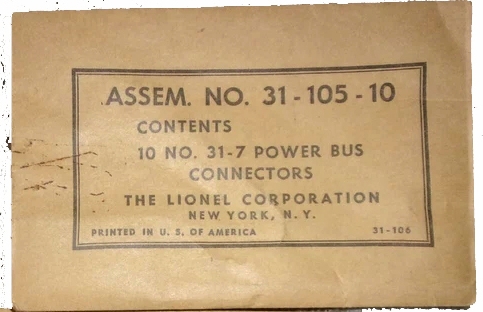 ASSEM. NO. 31-105-10
CONTENTS
10 NO. 31-7 POWER BUS
CONNECTORS
THE LIONEL CORPORATION
NEW YORK, N.Y.
PRINTED IN U.S. OF AMERICA 31-106